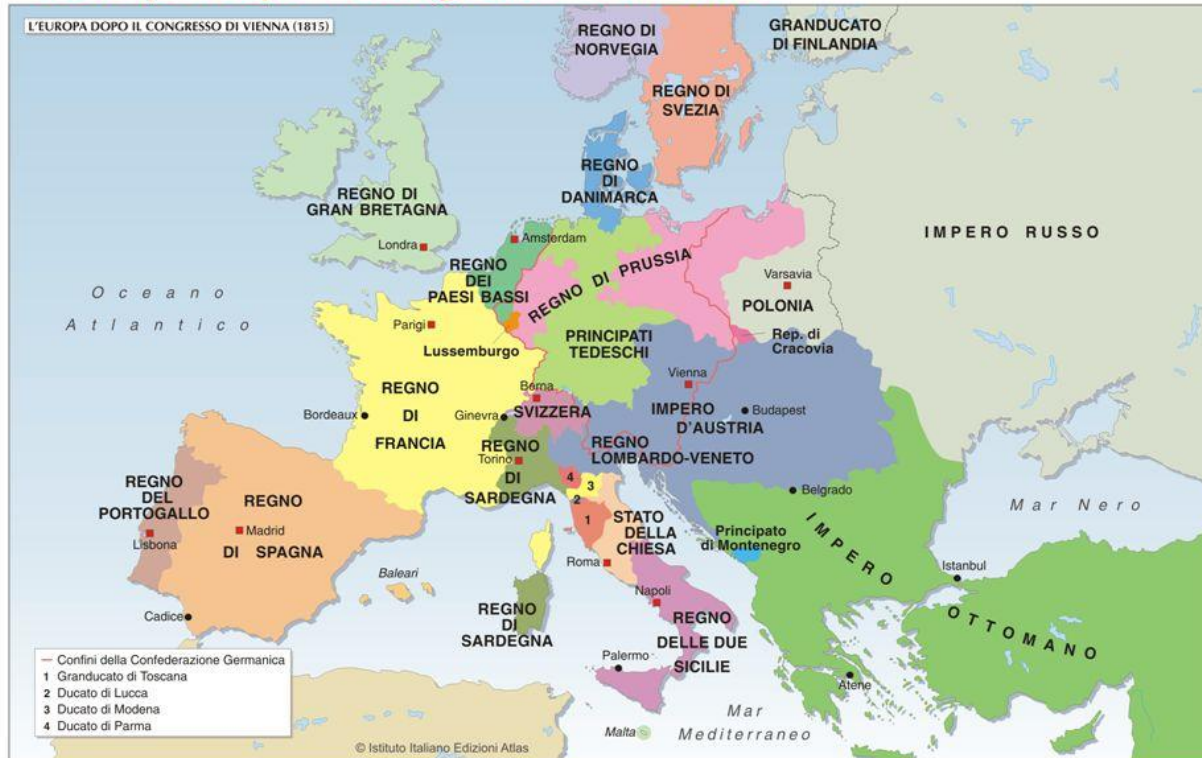 L'EUROPA DOPO IL CONGRESSO DI VIENNA (1815)
REGNO DI
NORVEGIA
GRANDUCATO
DI FINLANDIA
REGNO DI
SVEZIA
REGNO
DI
DANIMARCA
REGNO DI
GRAN BRETAGNA
Londra
Amsterdam
REGNO
DEI
PAESI BASSI
REGNO DI PRUSSIA
IMPERO RUSSO
Varsavia
POLONIA
Oceano
Atlantico
Parigi
Lussemburgo
PRINCIPATI
TEDESCHI
Rep. di
Cracovia
Vienna
Berna
SVIZZERA
IMPERO
D'AUSTRIA
Budapest
REGNO
DI
FRANCIA
Bordeaux
Ginevra
REGNO
LOMBARDO-VENETO
REGNO
Torino
DI
SARDEGNA
Belgrado
4
3
2
1
REGNO
DEL
PORTOGALLO
Lisbona
REGNO
Madrid
DI SPAGNA
STATO
DELLA
CHIESA
Roma
Principato
di Montenegro
Mar Nero
IMPERO
OTTOMANO
Istanbul
Baleari
Cadice
REGNO
DI
SARDEGNA
Napoli
REGNO
DELLE DUE
SICILIE
Palermo
Atene
Malta
Mar
Mediterraneo
Confini della Confederazione Germanica
1 Granducato di Toscana
2 Ducato di Lucca
3 Ducato di Modena
4 Ducato di Parma
© Istituto Italiano Edizioni Atlas